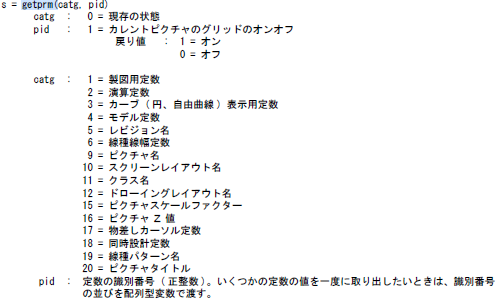 s = getprm(catg, pid)
catg : 0 = 現存の状態
pid : 1 = カレントピクチャのグリッドのオンオフ
戻り値 : 1 = オン
0 = オフ
catg : 1 = 製図用定数
2 = 演算定数
3 = カーブ(円、自由曲線)表示用定数
4 = モデル定数
5 = レビジョン名
6 = 線種線幅定数
9 = ピクチャ名
10 = スクリーンレイアウト名
11 = クラス名
12 = ドローイングレイアウト名
15 = ピクチャスケールファクター
16 = ピクチャ Z 値
17 = 物差しカーソル定数
18 = 同時設計定数
19 = 線種パターン名
20 = ピクチャタイトル
pid : 定数の識別番号(正整数)。いくつかの定数の値を一度に取り出したいときは、識別番号
の並びを配列型変数で渡す。